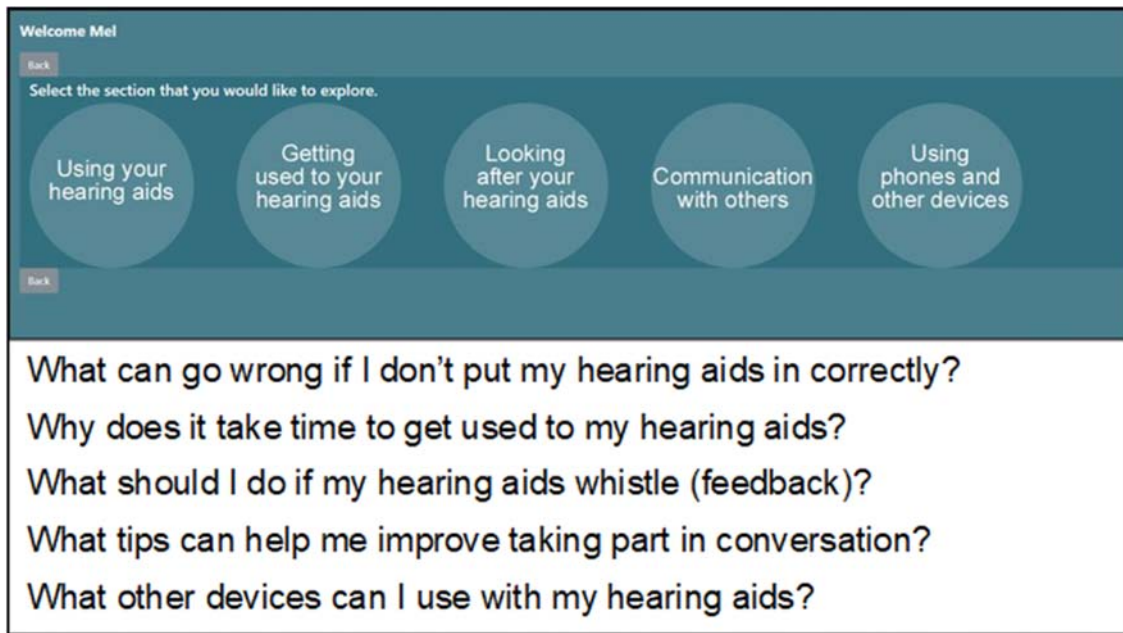 Welcome Mel
Back
Select the section that you would like to explore.
Using your
hearing aids
Getting
used to your
hearing aids
Looking
after your
hearing aids
Communication
with others
Using
phones and
other devices
Back
What can go wrong if I don’t put my hearing aids in correctly?
Why does it take time to get used to my hearing aids?
What should I do if my hearing aids whistle (feedback)?
What tips can help me improve taking part in conversation?
What other devices can I use with my hearing aids?